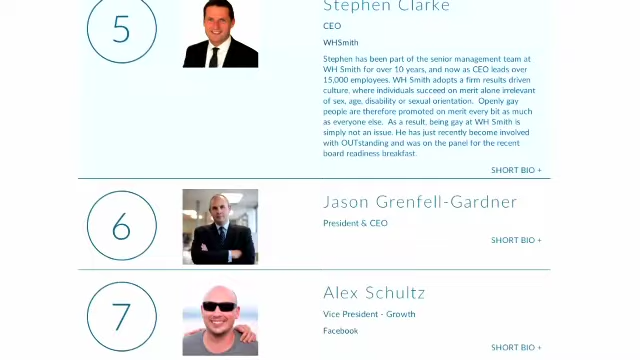 5
Stephen Clarke
CEO
WHSmith
Stephen has been part of the senior management team at
WH Smith for over 10 years, and now as CEO leads over
15,000 employees. WH Smith adopts a firm results driven
culture, where individuals succeed on merit alone irrelevant
of sex, age, disability or sexual orientation. Openly gay
people are therefore promoted on merit every bit as much
as everyone else. As a result, being gay at WH Smith is
simply not an issue. He has just recently become involved
with OUTstanding and was on the panel for the recent
board readiness breakfast.
SHORT BIO +
6
Jason Grenfell-Gardner
President & CEO
SHORT BIO +
7
Alex Schultz
Vice President - Growth
Facebook
SHORT BIO +